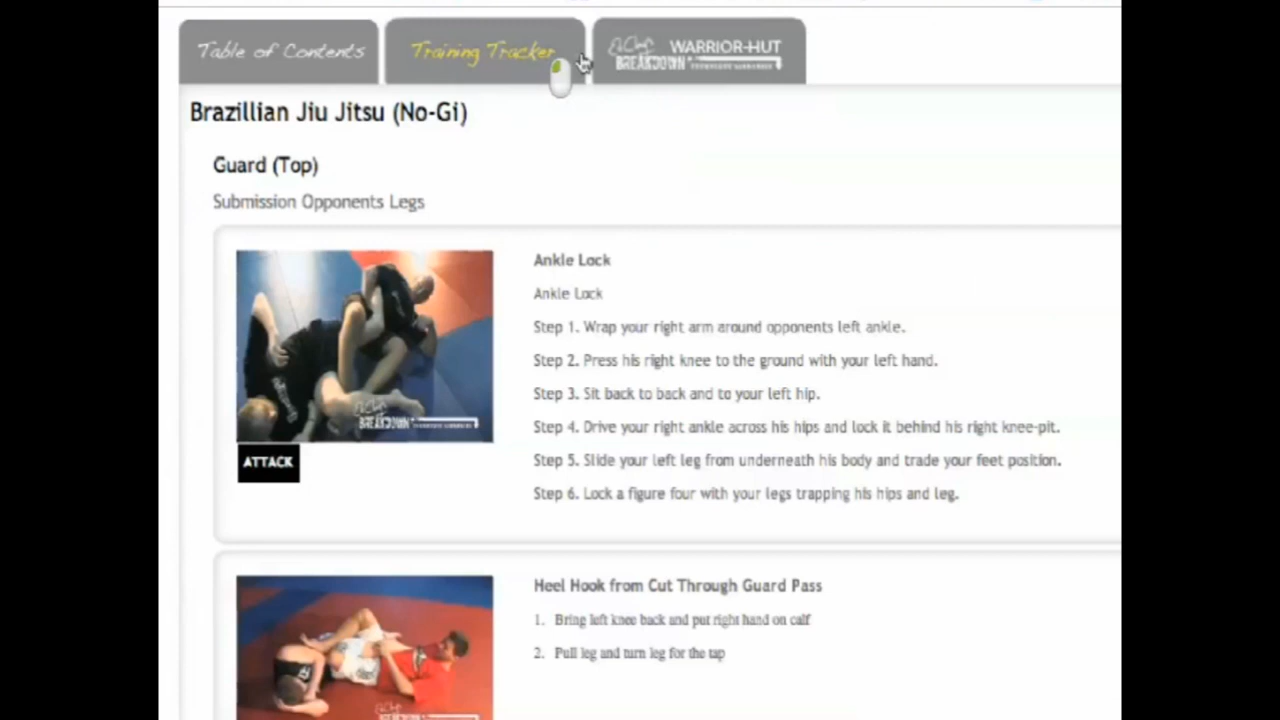 Table of Contents
Training Tracker
BREAKDOWN
WARRIOR-HUT
Brazillian Jiu Jitsu (No-Gi)
Guard (Top)
Submission Opponents Legs
Ankle Lock
Ankle Lock
Step 1. Wrap your right arm around opponents left ankle.
Step 2. Press his right knee to the ground with your left hand.
Step 3. Sit back to back and to your left hip.
Step 4. Drive your right ankle across his hips and lock it behind his right knee-pit.
Step 5. Slide your left leg from underneath his body and trade your feet position.
Step 6. Lock a figure four with your legs trapping his hips and leg.
BREAKDOWN
ATTACK
Heel Hook from Cut Through Guard Pass
1. Bring left knee back and put right hand on calf
2. Pull leg and turn leg for the tap
BREAKDOWN